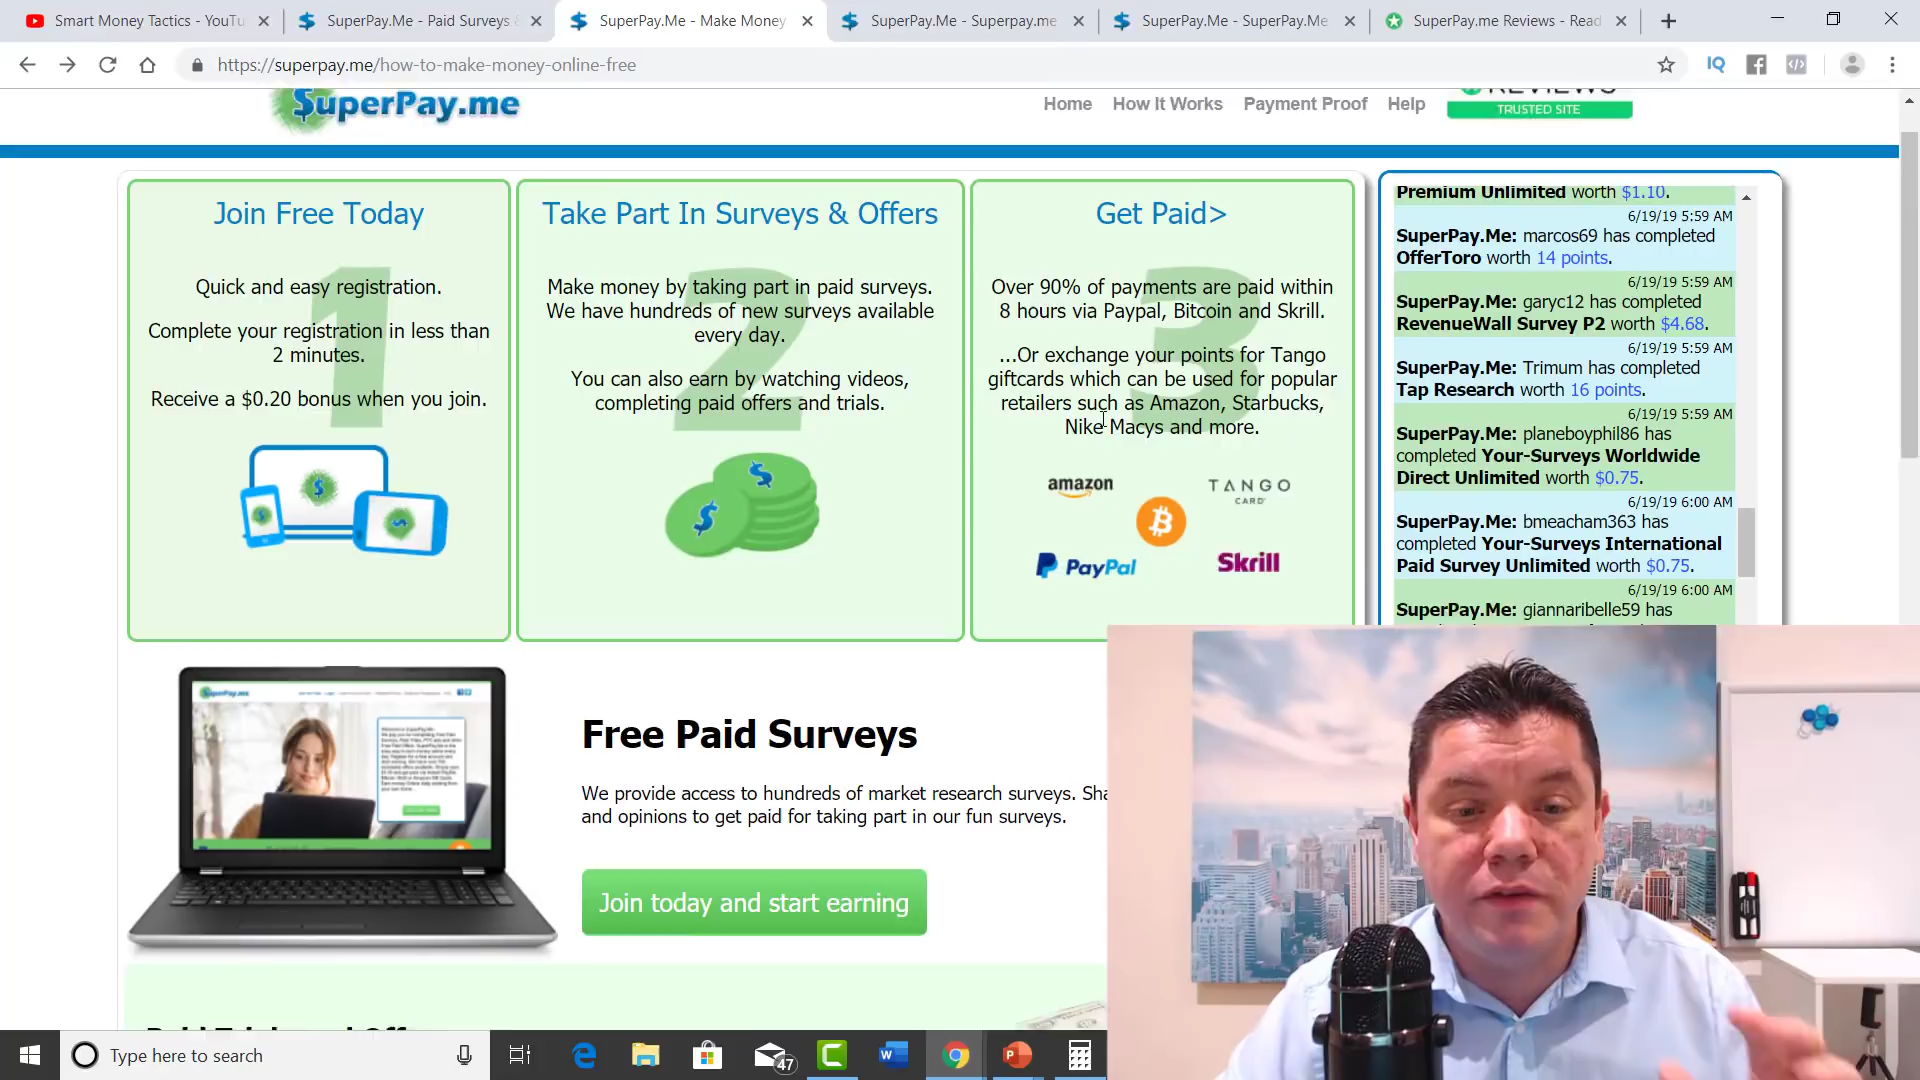 Smart Money Tactics - YouTu
SuperPay.Me - Paid Surveys &
SuperPay.Me - Make Money
SuperPay.Me - Superpay.me
SuperPay.Me - SuperPay.Me
SuperPay.me Reviews - Read
https://superpay.me/how-to-make-money-online-free
IQ
$uperPay.me
Home
How It Works
Payment Proof
Help
REVIEWS
TRUSTED SITE
Join Free Today
1
Quick and easy registration.
Complete your registration in less than
2 minutes.
Receive a $0.20 bonus when you join.
Take Part In Surveys & Offers
2
Make money by taking part in paid surveys.
We have hundreds of new surveys available
every day.
You can also earn by watching videos,
completing paid offers and trials.
Get Paid>
3
Over 90% of payments are paid within
8 hours via Paypal, Bitcoin and Skrill.
...Or exchange your points for Tango
giftcards which can be used for popular
retailers such as Amazon, Starbucks,
Nike Macys and more.
amazon
TANGO
CARD
PayPal
Skrill
Premium Unlimited worth $1.10.
6/19/19 5:59 AM
SuperPay.Me: marcos69 has completed
OfferToro worth 14 points.
6/19/19 5:59 AM
SuperPay.Me: garyc12 has completed
RevenueWall Survey P2 worth $4.68.
6/19/19 5:59 AM
SuperPay.Me: Trimum has completed
Tap Research worth 16 points.
6/19/19 5:59 AM
SuperPay.Me: planeboyphil86 has
completed Your-Surveys Worldwide
Direct Unlimited worth $0.75.
6/19/19 6:00 AM
SuperPay.Me: bmeacham363 has
completed Your-Surveys International
Paid Survey Unlimited worth $0.75.
6/19/19 6:00 AM
SuperPay.Me: giannaribelle59 has
Free Paid Surveys
We provide access to hundreds of market research surveys. Sha
and opinions to get paid for taking part in our fun surveys.
Join today and start earning
Type here to search
47